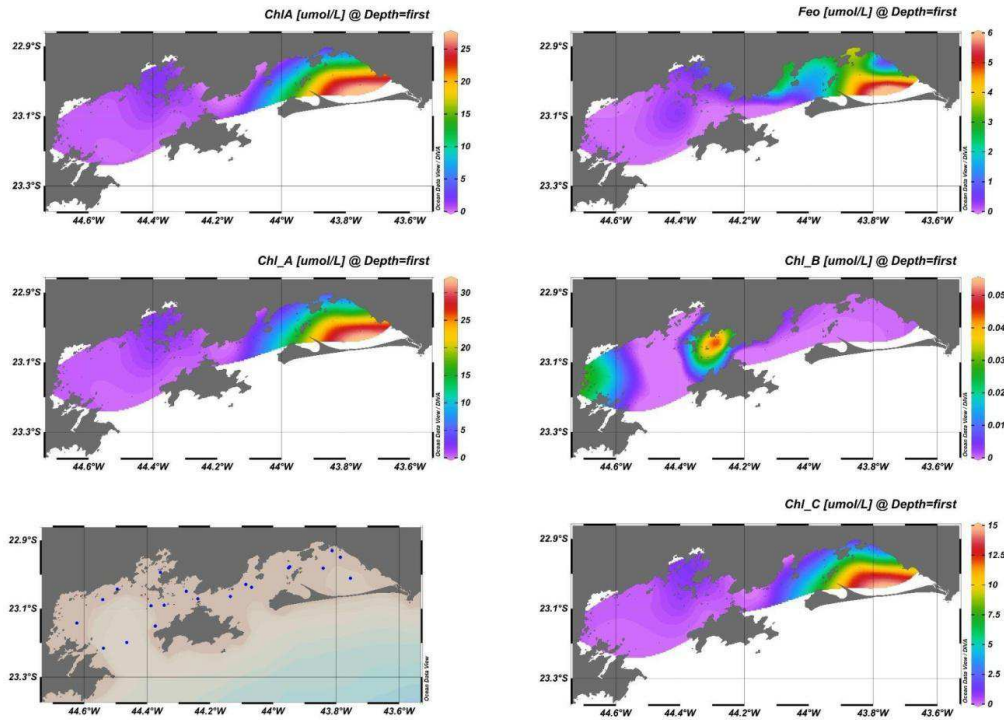 ChlA [umol/L] @ Depth=first
22.9°S
23.1°S
23.3°S
44.6°W 44.4°W 44.2°W 44°W 43.8°W 43.6°W
25
20
15
10
5
0
Ocean Data View / DIVA
Feo [umol/L] @ Depth=first
22.9°S
23.1°S
23.3°S
44.6°W 44.4°W 44.2°W 44°W 43.8°W 43.6°W
6
5
4
3
2
1
0
Ocean Data View / DIVA
Chl_A [umol/L] @ Depth=first
22.9°S
23.1°S
23.3°S
44.6°W 44.4°W 44.2°W 44°W 43.8°W 43.6°W
30
25
20
15
10
5
0
Ocean Data View / DIVA
Chl_B [umol/L] @ Depth=first
22.9°S
23.1°S
23.3°S
44.6°W 44.4°W 44.2°W 44°W 43.8°W 43.6°W
0.05
0.04
0.03
0.02
0.01
0
Ocean Data View / DIVA
22.9°S
23.1°S
23.3°S
44.6°W 44.4°W 44.2°W 44°W 43.8°W 43.6°W
Ocean Data View
Chl_C [umol/L] @ Depth=first
22.9°S
23.1°S
23.3°S
44.6°W 44.4°W 44.2°W 44°W 43.8°W 43.6°W
15
12.5
10
7.5
5
2.5
0
Ocean Data View / DIVA